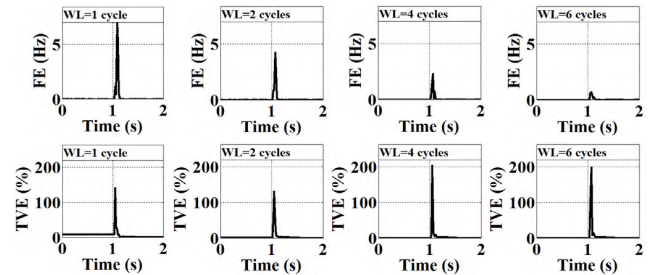 WL=1 cycle
FE (Hz)
5
0
0 1 2
Time (s)
WL=2 cycles
FE (Hz)
5
0
0 1 2
Time (s)
WL=4 cycles
FE (Hz)
5
0
0 1 2
Time (s)
WL=6 cycles
FE (Hz)
5
0
0 1 2
Time (s)
WL=1 cycle
TVE (%)
200
100
0
0 1 2
Time (s)
WL=2 cycles
TVE (%)
200
100
0
0 1 2
Time (s)
WL=4 cycles
TVE (%)
200
100
0
0 1 2
Time (s)
WL=6 cycles
TVE (%)
200
100
0
0 1 2
Time (s)